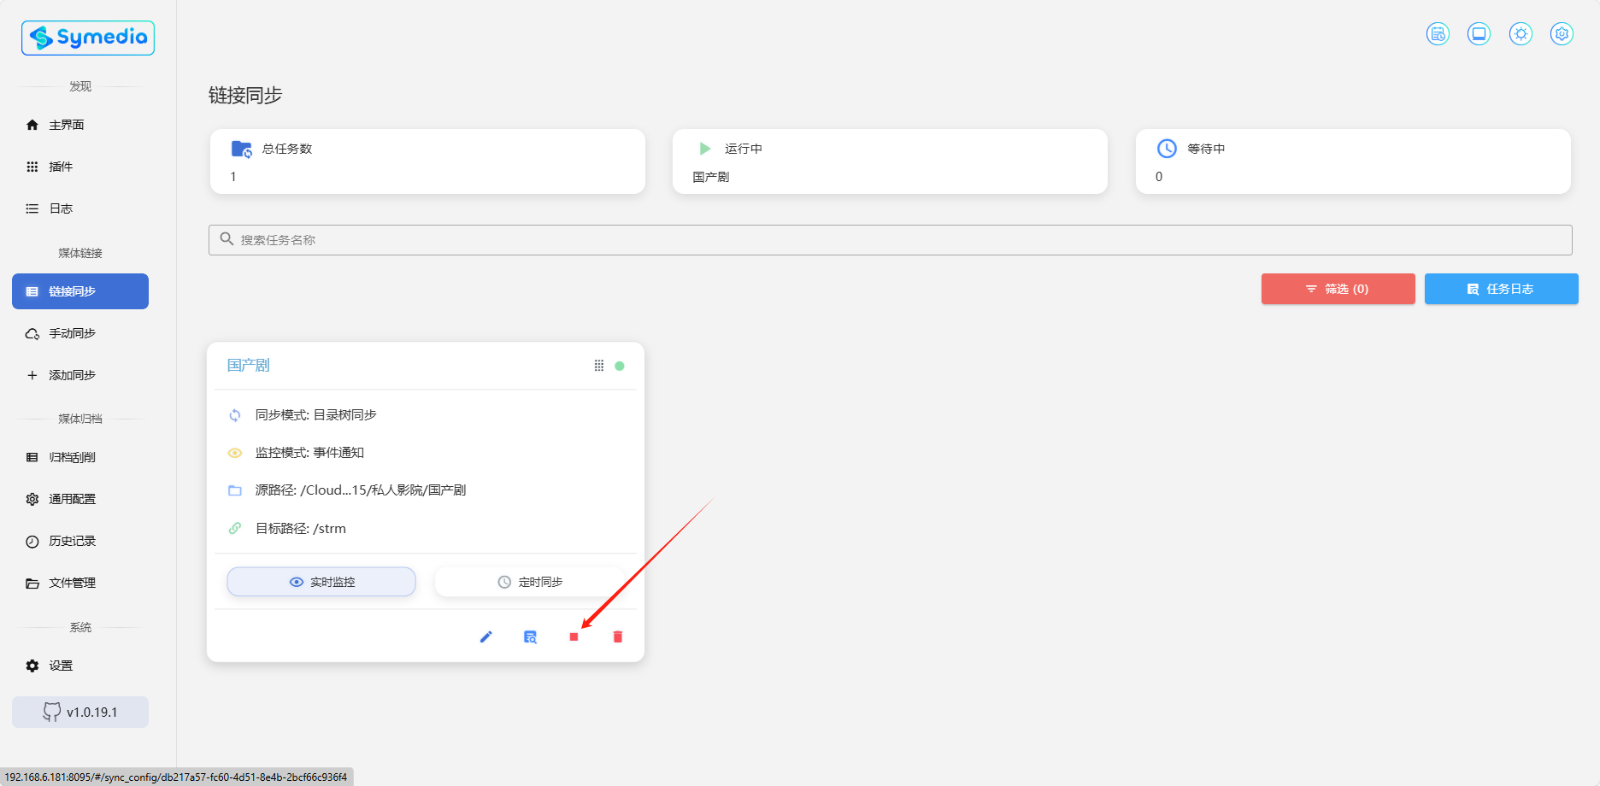 Symedia
发现
主界面
插件
日志
媒体链接
链接同步
手动同步
添加同步
媒体归档
归档刮削
通用配置
历史记录
文件管理
系统
设置
v1.0.19.1
链接同步
总任务数
1
运行中
国产剧
等待中
0
搜索任务名称
筛选 (0)
任务日志
国产剧
同步模式: 目录树同步
监控模式: 事件通知
源路径: /Cloud...15/私人影院/国产剧
目标路径: /strm
实时监控
定时同步
192.168.6.181:8095/#/sync_config/db217a57-fc60-4d51-8e4b-2bcf66c936f4